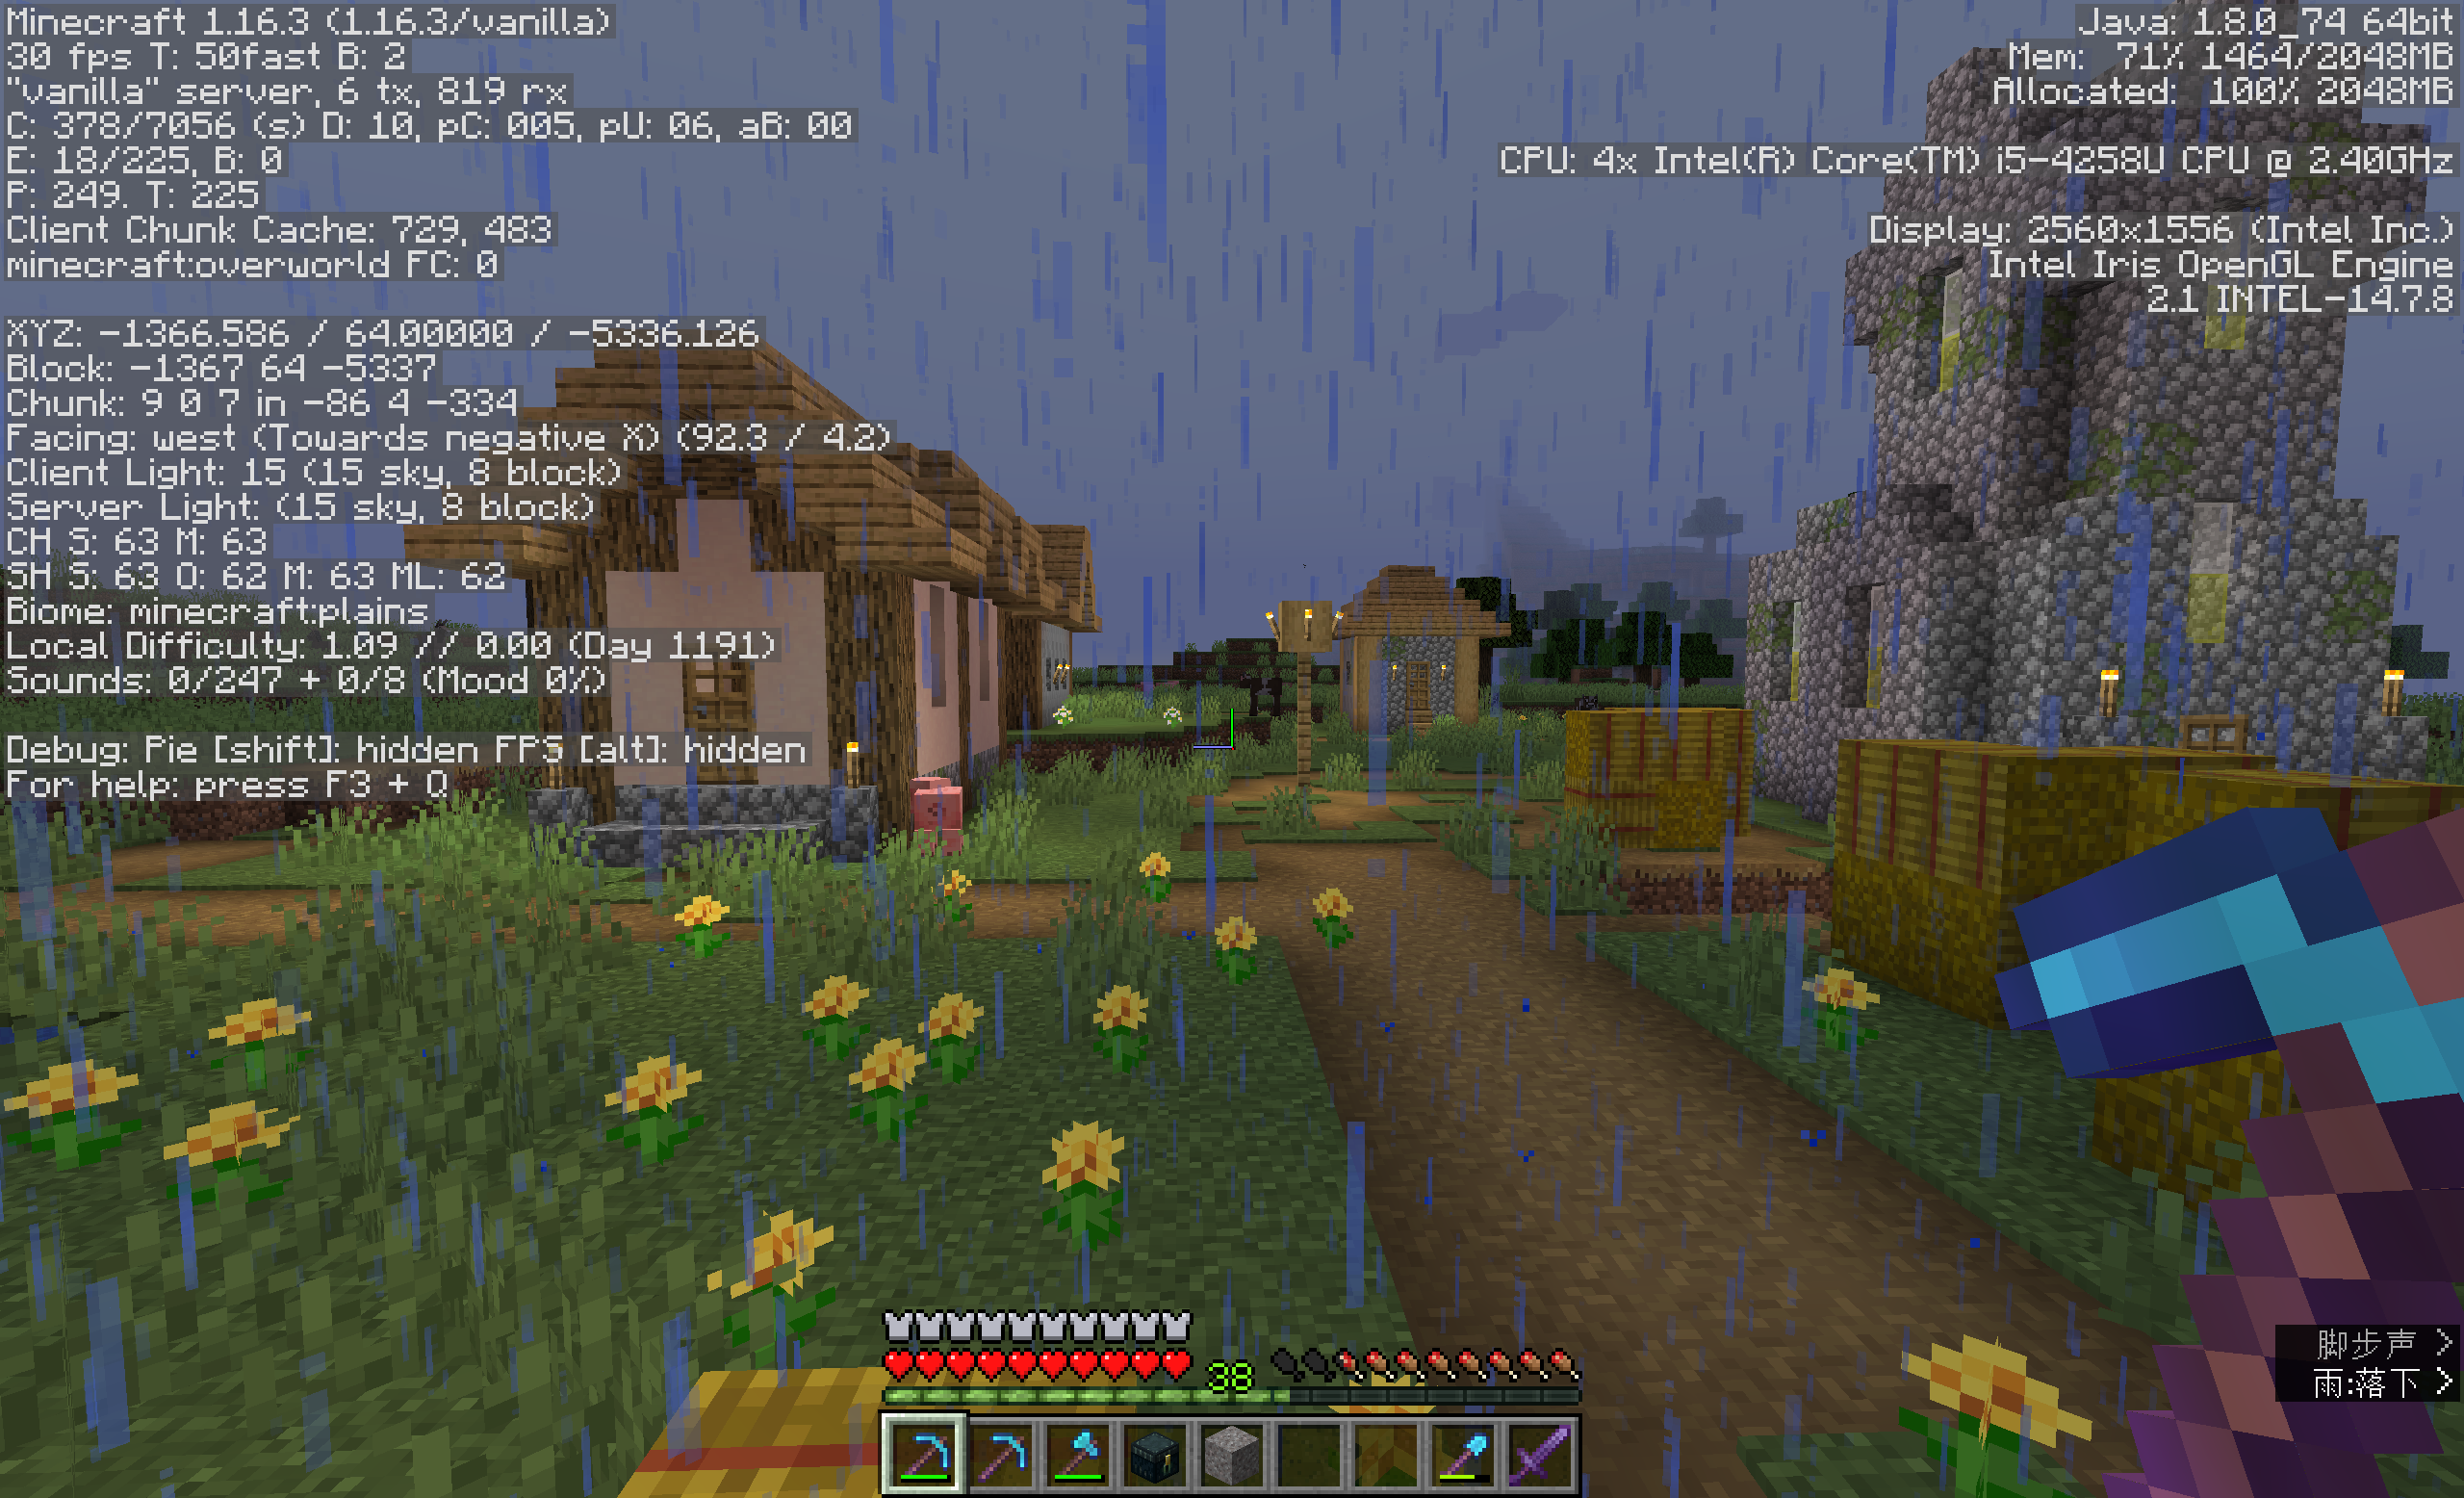 Minecraft 1.16.3 (1.16.3/vanilla)
30 fps T: 50fast B: 2
"vanilla" server, 6 tx, 819 rx
C: 378/7056 (s) D: 10, pC: 005, pU: 06, aB: 00
E: 18/225, B: 0
P: 249. T: 225
Client Chunk Cache: 729, 483
minecraft:overworld FC: 0
XYZ: -1366.586 / 64.00000 / -5336.126
Block: -1367 64 -5337
Chunk: 9 0 7 in -86 4 -334
Facing: west (Towards negative X) (92.3 / 4.2)
Client Light: 15 (15 sky, 8 block)
Server Light: (15 sky, 8 block)
CH S: 63 M: 63
SH S: 63 O: 62 M: 63 ML: 62
Biome: minecraft:plains
Local Difficulty: 1.09 // 0.00 (Day 1191)
Sounds: 0/247 + 0/8 (Mood 0%)
Debug: Pie [shift]: hidden FPS [alt]: hidden
For help: press F3 + Q
Java: 1.8.0_74 64bit
Mem: 71% 1464/2048MB
Allocated: 100% 2048MB
CPU: 4x Intel(R) Core(TM) i5-4258U CPU @ 2.40GHz
Display: 2560x1556 (Intel Inc.)
Intel Iris OpenGL Engine
2.1 INTEL-14.7.8
38
脚步声 >
雨:落下 >